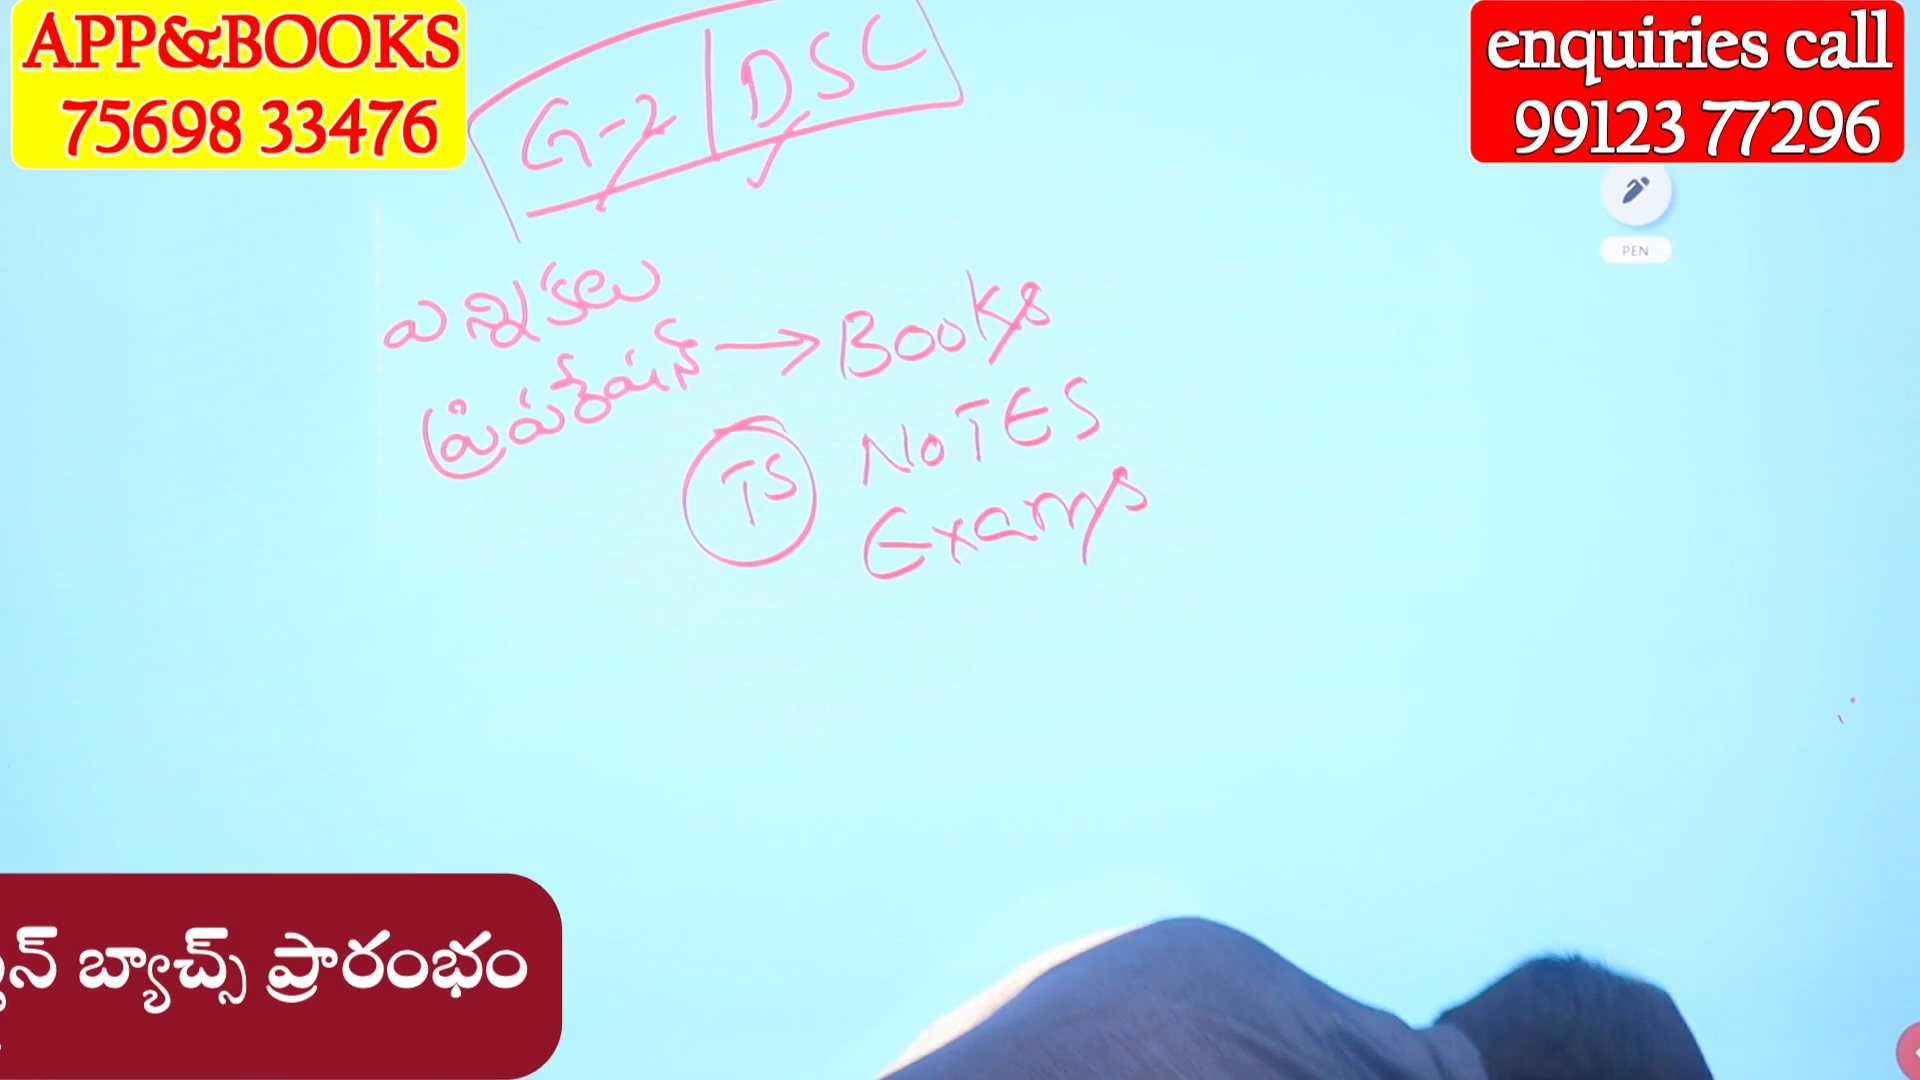 APP&BOOKS
75698 33476
enquiries call
99123 77296
PEN
G-2 | DSC
ఎన్నికలు
ప్రిపరేషన్ → Books
TS NOTES
Exams
బ్యాచ్స్ ప్రారంభం